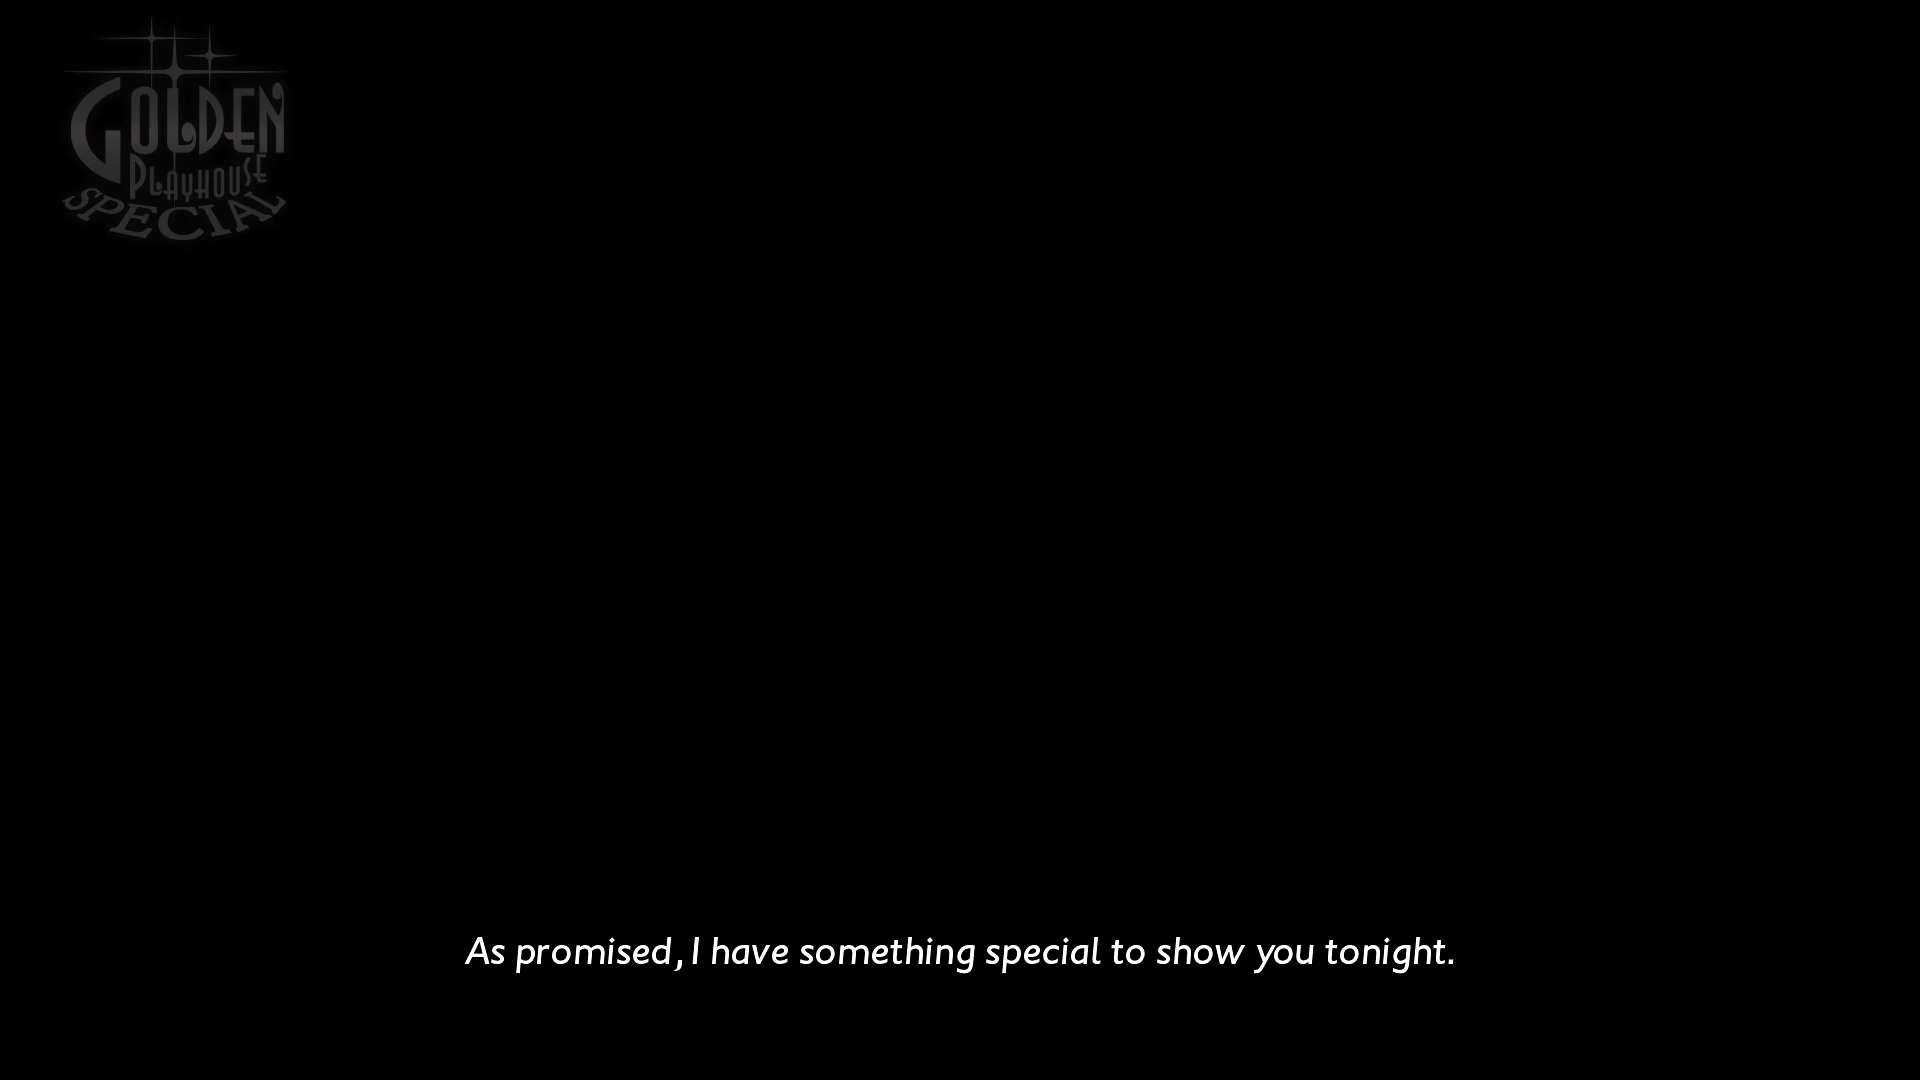 GOLDEN
PLAYHOUSE
SPECIAL
As promised, I have something special to show you tonight.